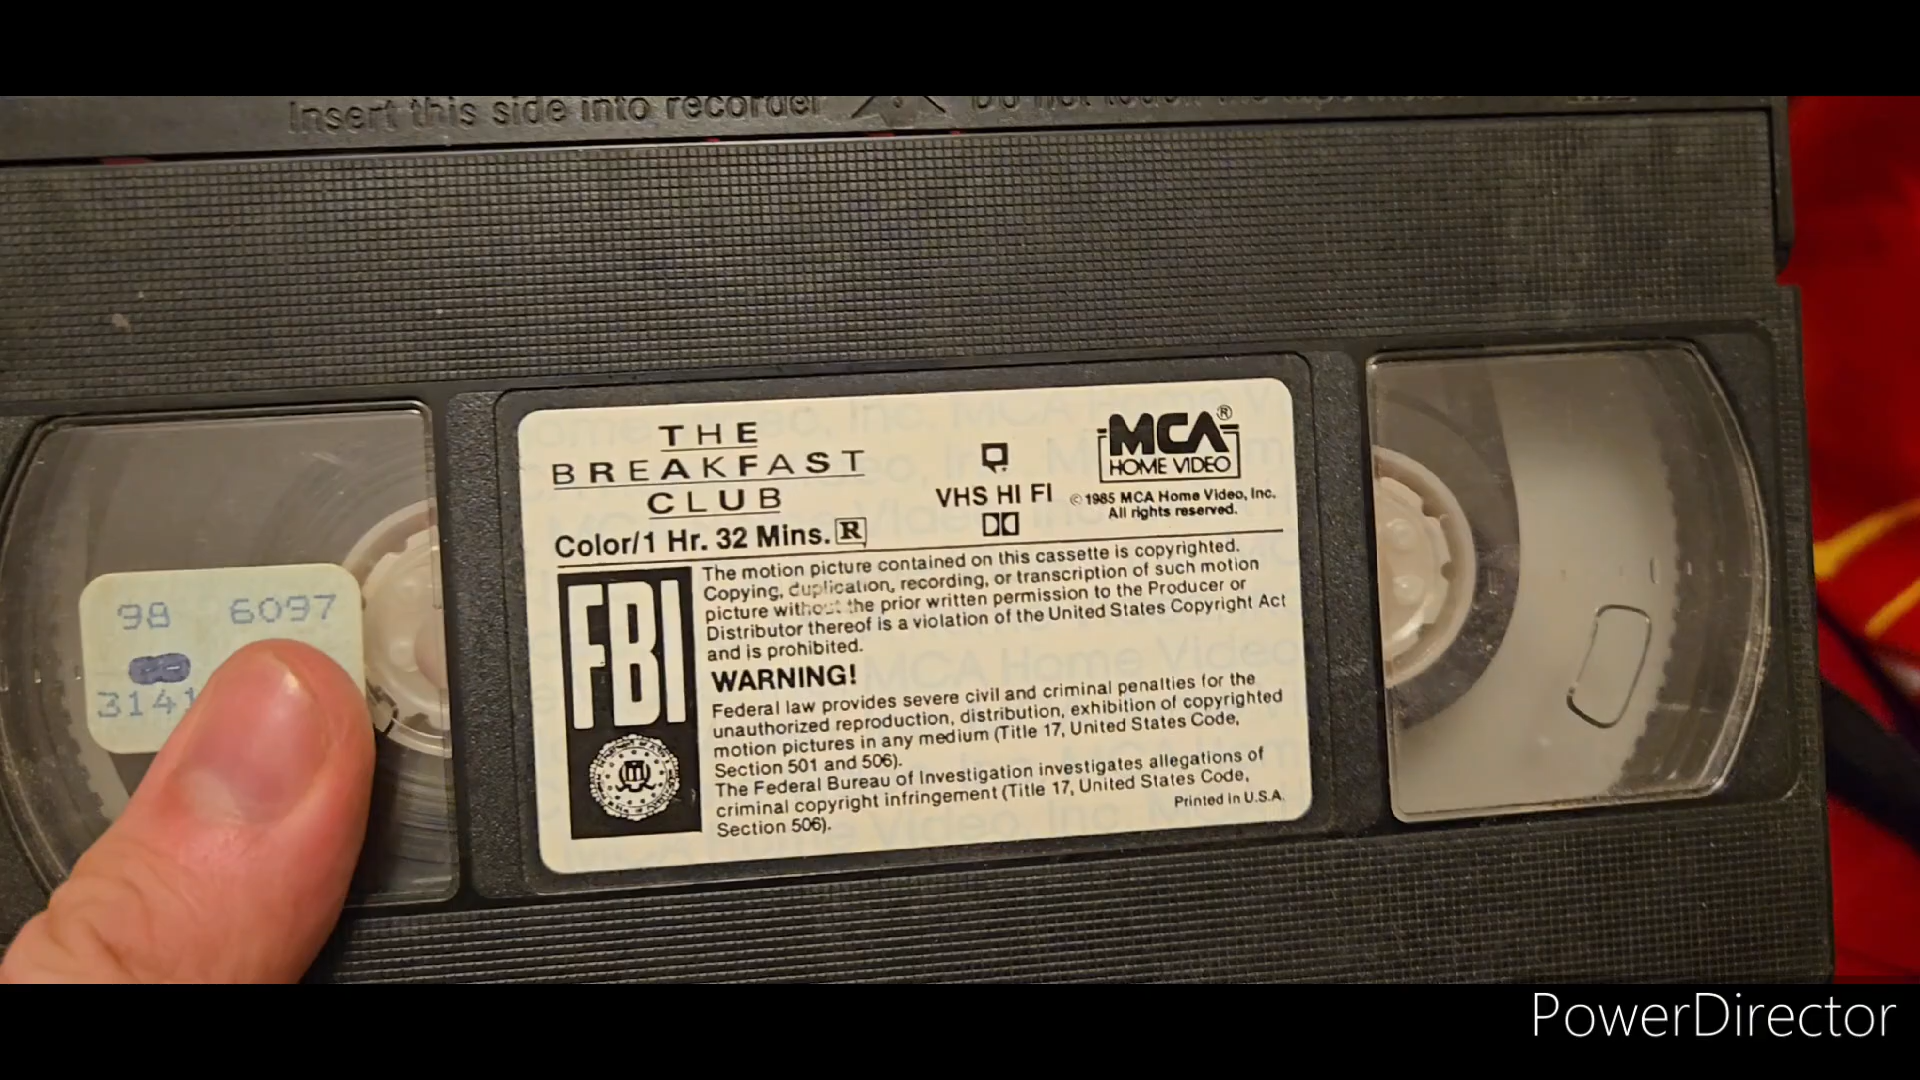 Insert this side into recorder
THE
BREAKFAST
CLUB
Color/1 Hr. 32 Mins. R
VHS HI FI
MCA®
HOME VIDEO
©1985 MCA Home Video, Inc.
All rights reserved.
98 6097
3141
FBI
The motion picture contained on this cassette is copyrighted.
Copying, duplication, recording, or transcription of such motion
picture without the prior written permission to the Producer or
Distributor thereof is a violation of the United States Copyright Act
and is prohibited.
WARNING!
Federal law provides severe civil and criminal penalties for the
unauthorized reproduction, distribution, exhibition of copyrighted
motion pictures in any medium (Title 17, United States Code,
Section 501 and 506).
The Federal Bureau of Investigation investigates allegations of
criminal copyright infringement (Title 17, United States Code,
Section 506).
Printed in U.S.A.
PowerDirector